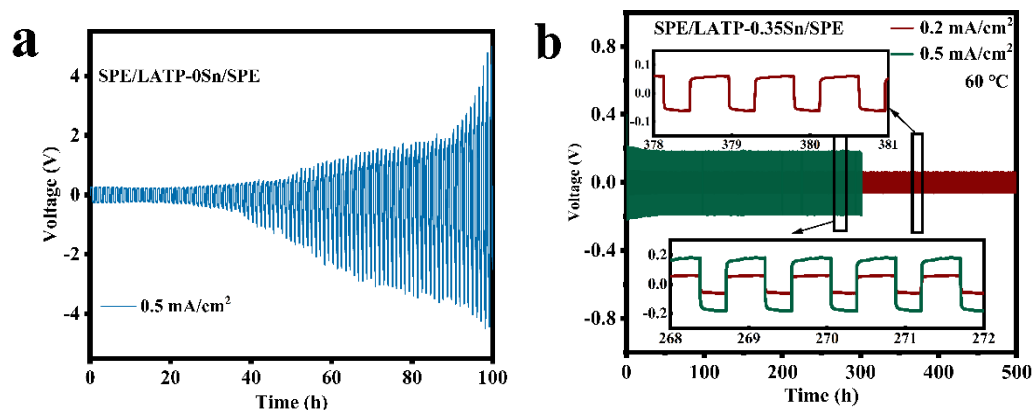 a
SPE/LATP-0Sn/SPE
4
2
0
-2
-4
Voltage (V)
0.5 mA/cm²
0 20 40 60 80 100
Time (h)
b
SPE/LATP-0.35Sn/SPE
0.2 mA/cm²
0.5 mA/cm²
60 °C
0.8
0.4
0.0
-0.4
-0.8
Voltage (V)
0.1
0.0
-0.1
378 379 380 381
0.2
0.0
-0.2
268 269 270 271 272
0 100 200 300 400 500
Time (h)